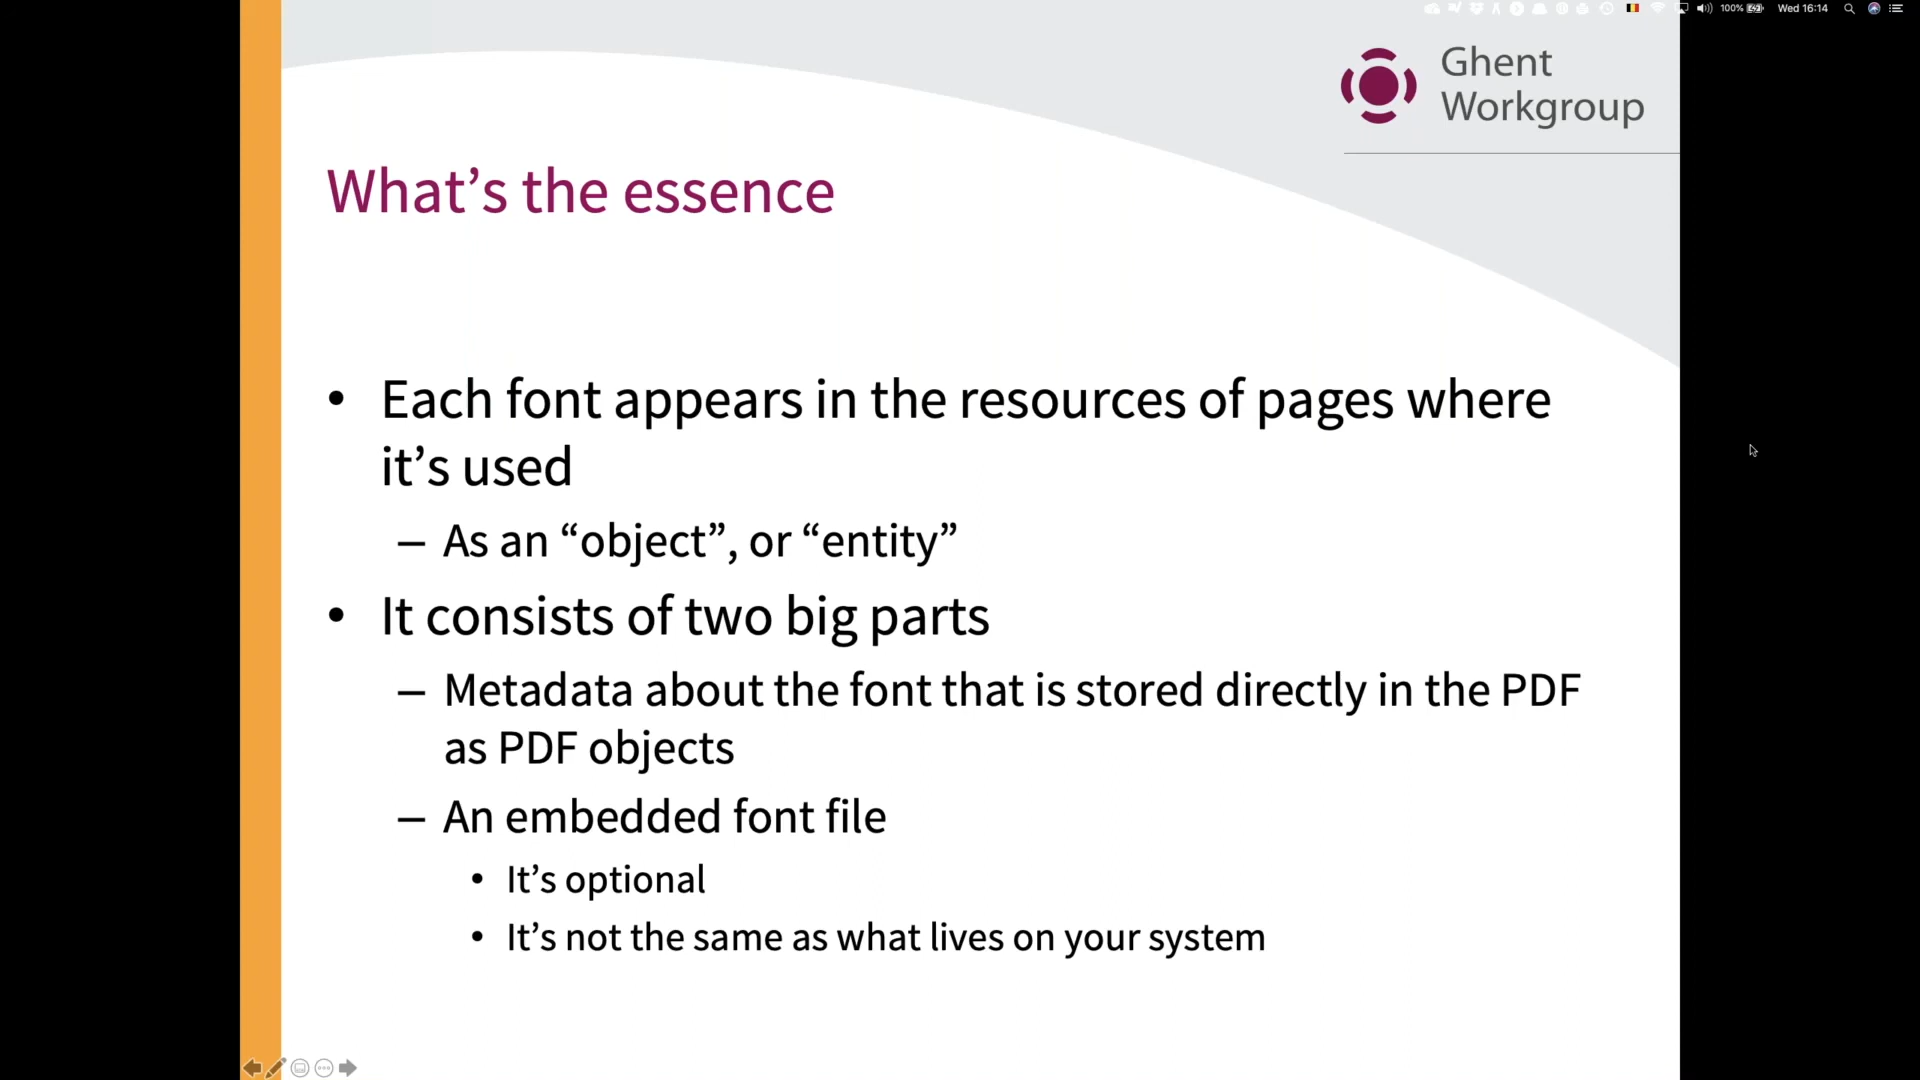 100% Wed 16:14
Ghent
Workgroup
What’s the essence
• Each font appears in the resources of pages where
it’s used
– As an “object”, or “entity”
• It consists of two big parts
– Metadata about the font that is stored directly in the PDF
as PDF objects
– An embedded font file
• It’s optional
• It’s not the same as what lives on your system